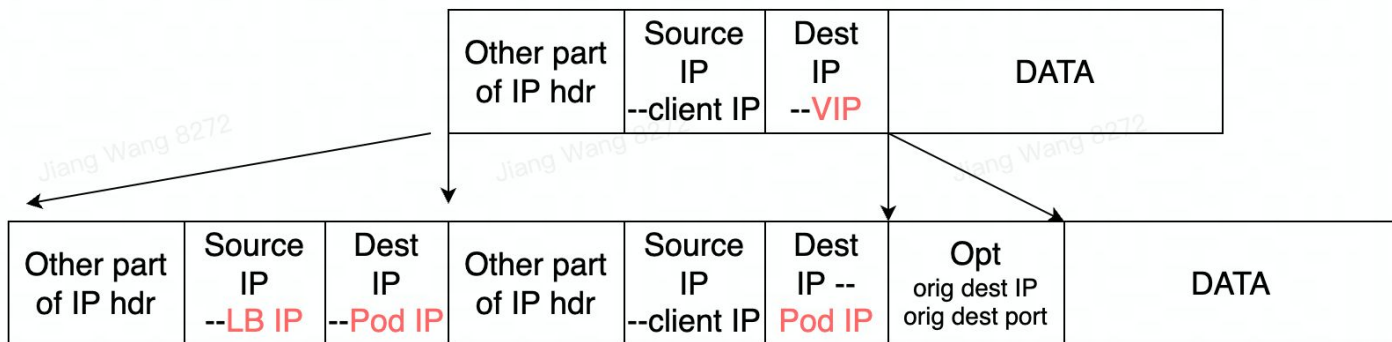 Other part
of IP hdr
Source
IP
--client IP
Dest
IP
--VIP
DATA
Jiang Wang 8272
Jiang Wang 8272
Jiang Wang 8272
Other part
of IP hdr
Source
IP
--LB IP
Dest
IP
--Pod IP
Other part
of IP hdr
Source
IP
--client IP
Dest
IP --
Pod IP
Opt
orig dest IP
orig dest port
DATA